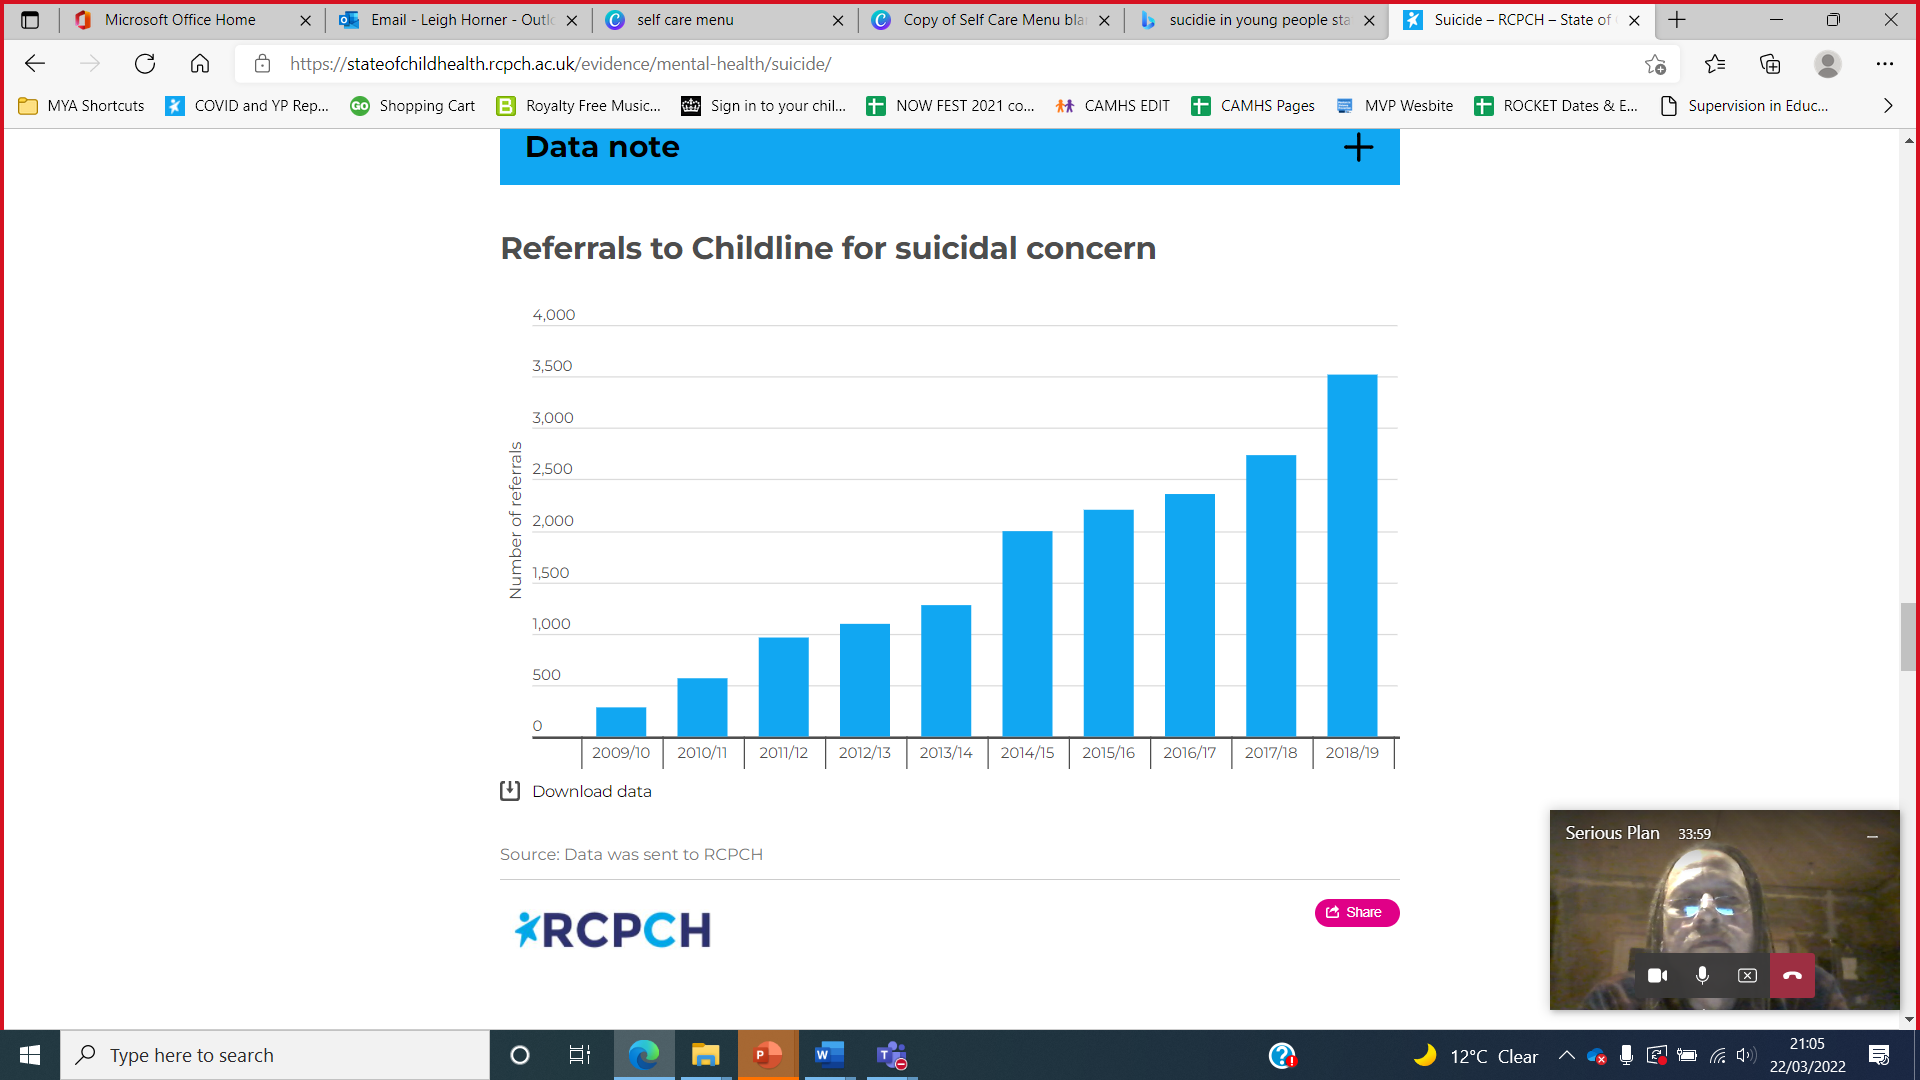 Microsoft Office Home
Email - Leigh Horner - Outl
self care menu
Copy of Self Care Menu bla
sucidie in young people sta
Suicide – RCPCH – State of
https://stateofchildhealth.rcpch.ac.uk/evidence/mental-health/suicide/
MYA Shortcuts
COVID and YP Rep...
GO
Shopping Cart
Royalty Free Music...
Sign in to your chil...
NOW FEST 2021 co...
CAMHS EDIT
CAMHS Pages
MVP Wesbite
ROCKET Dates & E...
Supervision in Educ...
Data note
Referrals to Childline for suicidal concern
Number of referrals
4,000
3,500
3,000
2,500
2,000
1,500
1,000
500
0
2009/10 2010/11 2011/12 2012/13 2013/14 2014/15 2015/16 2016/17 2017/18 2018/19
Download data
Source: Data was sent to RCPCH
RCPCH
Share
Serious Plan 33:59
Type here to search
12°C Clear
21:05
22/03/2022